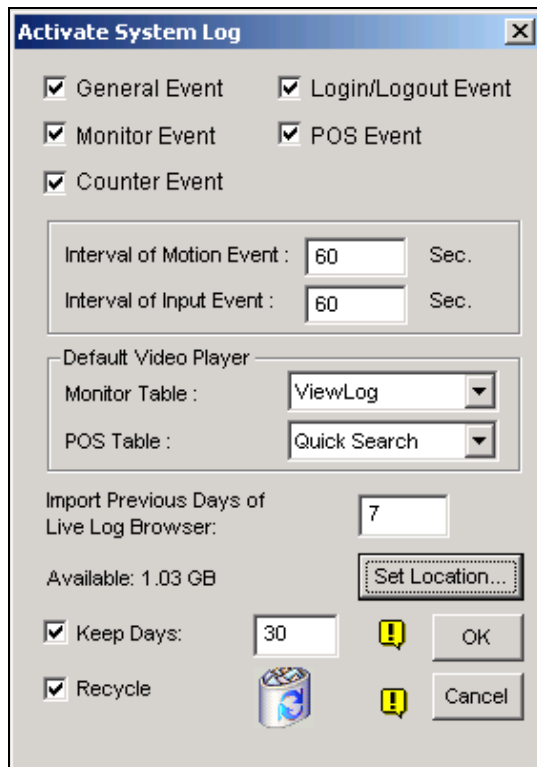 Activate System Log
General Event Login/Logout Event
Monitor Event POS Event
Counter Event
Interval of Motion Event : 60 Sec.
Interval of Input Event : 60 Sec.
Default Video Player
Monitor Table : ViewLog
POS Table : Quick Search
Import Previous Days of
Live Log Browser: 7
Available: 1.03 GB Set Location...
Keep Days: 30 OK
Recycle Cancel